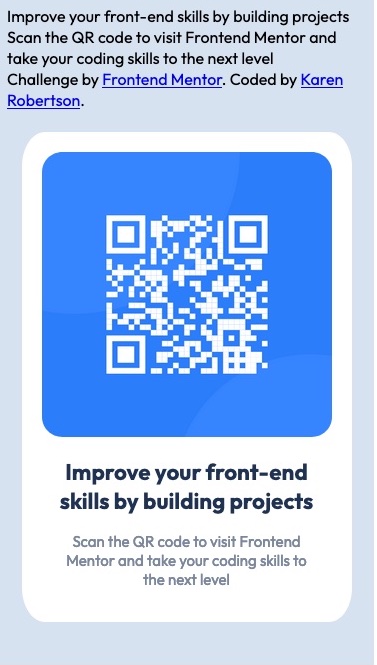 Improve your front-end skills by building projects
Scan the QR code to visit Frontend Mentor and
take your coding skills to the next level
Challenge by Frontend Mentor. Coded by Karen
Robertson.
Improve your front-end
skills by building projects
Scan the QR code to visit Frontend
Mentor and take your coding skills to
the next level